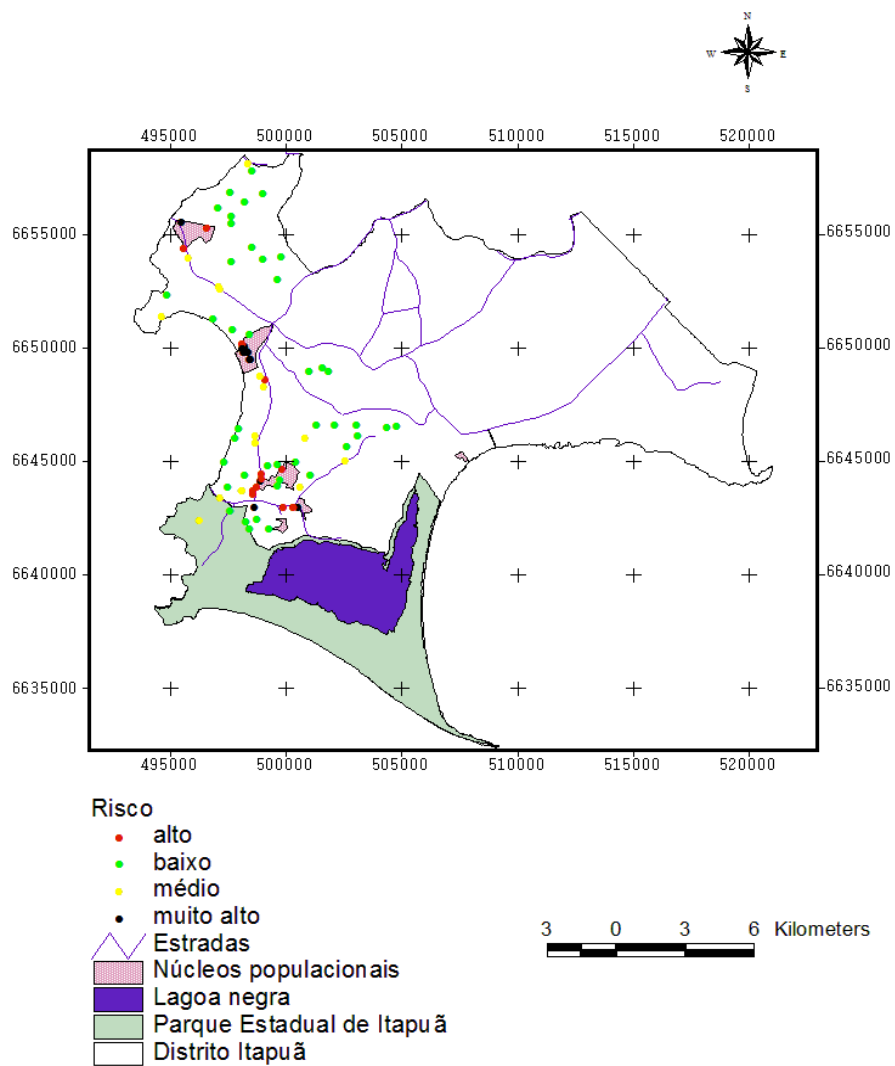 N
W E
S
495000 500000 505000 510000 515000 520000
6655000 6655000
6650000 6650000
6645000 6645000
6640000 6640000
6635000 6635000
495000 500000 505000 510000 515000 520000
Risco
alto
baixo
médio
muito alto
Estradas
Núcleos populacionais
Lagoa negra
Parque Estadual de Itapuã
Distrito Itapuã
3 0 3 6 Kilometers